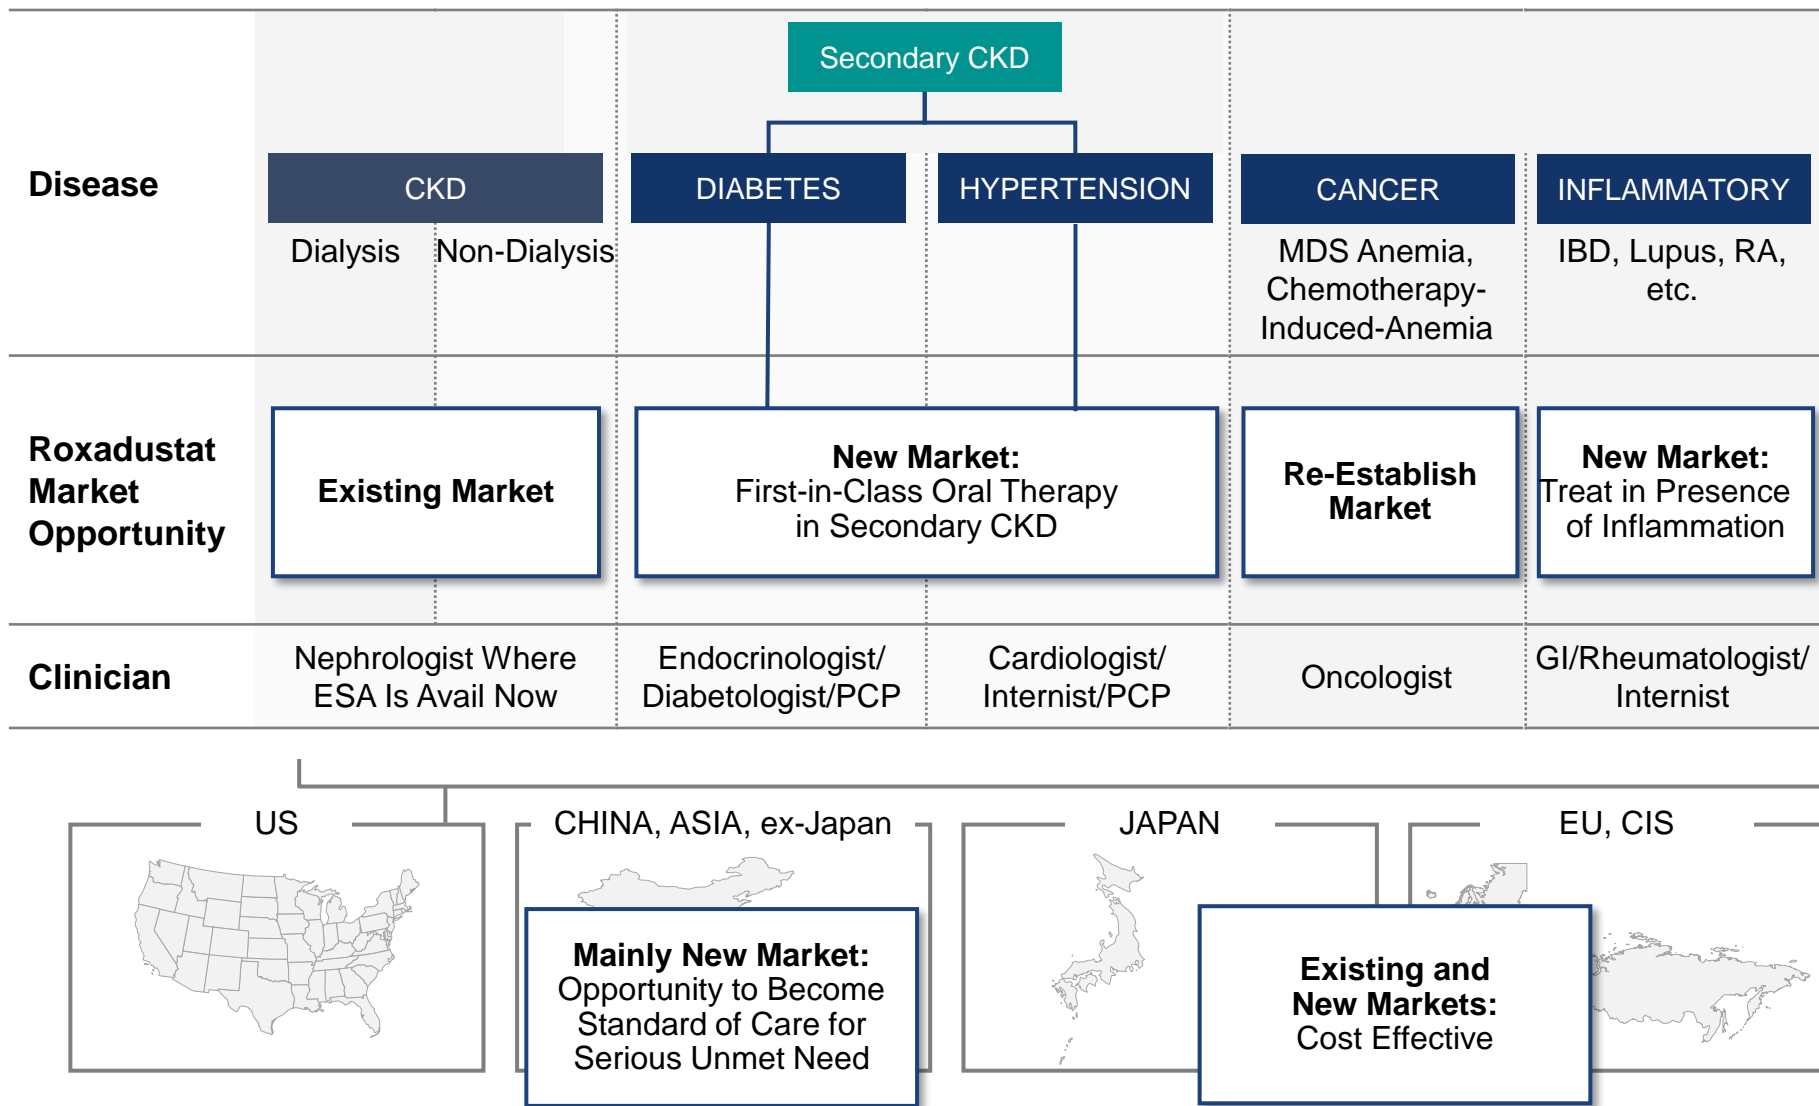 Secondary CKD
Disease
CKD
DIABETES
HYPERTENSION
CANCER
INFLAMMATORY
Dialysis
Non-Dialysis
MDS Anemia,
Chemotherapy-
Induced-Anemia
IBD, Lupus, RA,
etc.
Roxadustat
Market
Opportunity
Existing Market
New Market:
First-in-Class Oral Therapy
in Secondary CKD
Re-Establish
Market
New Market:
Treat in Presence
of Inflammation
Clinician
Nephrologist Where
ESA Is Avail Now
Endocrinologist/
Diabetologist/PCP
Cardiologist/
Internist/PCP
Oncologist
GI/Rheumatologist/
Internist
US
CHINA, ASIA, ex-Japan
JAPAN
EU, CIS
Mainly New Market:
Opportunity to Become
Standard of Care for
Serious Unmet Need
Existing and
New Markets:
Cost Effective